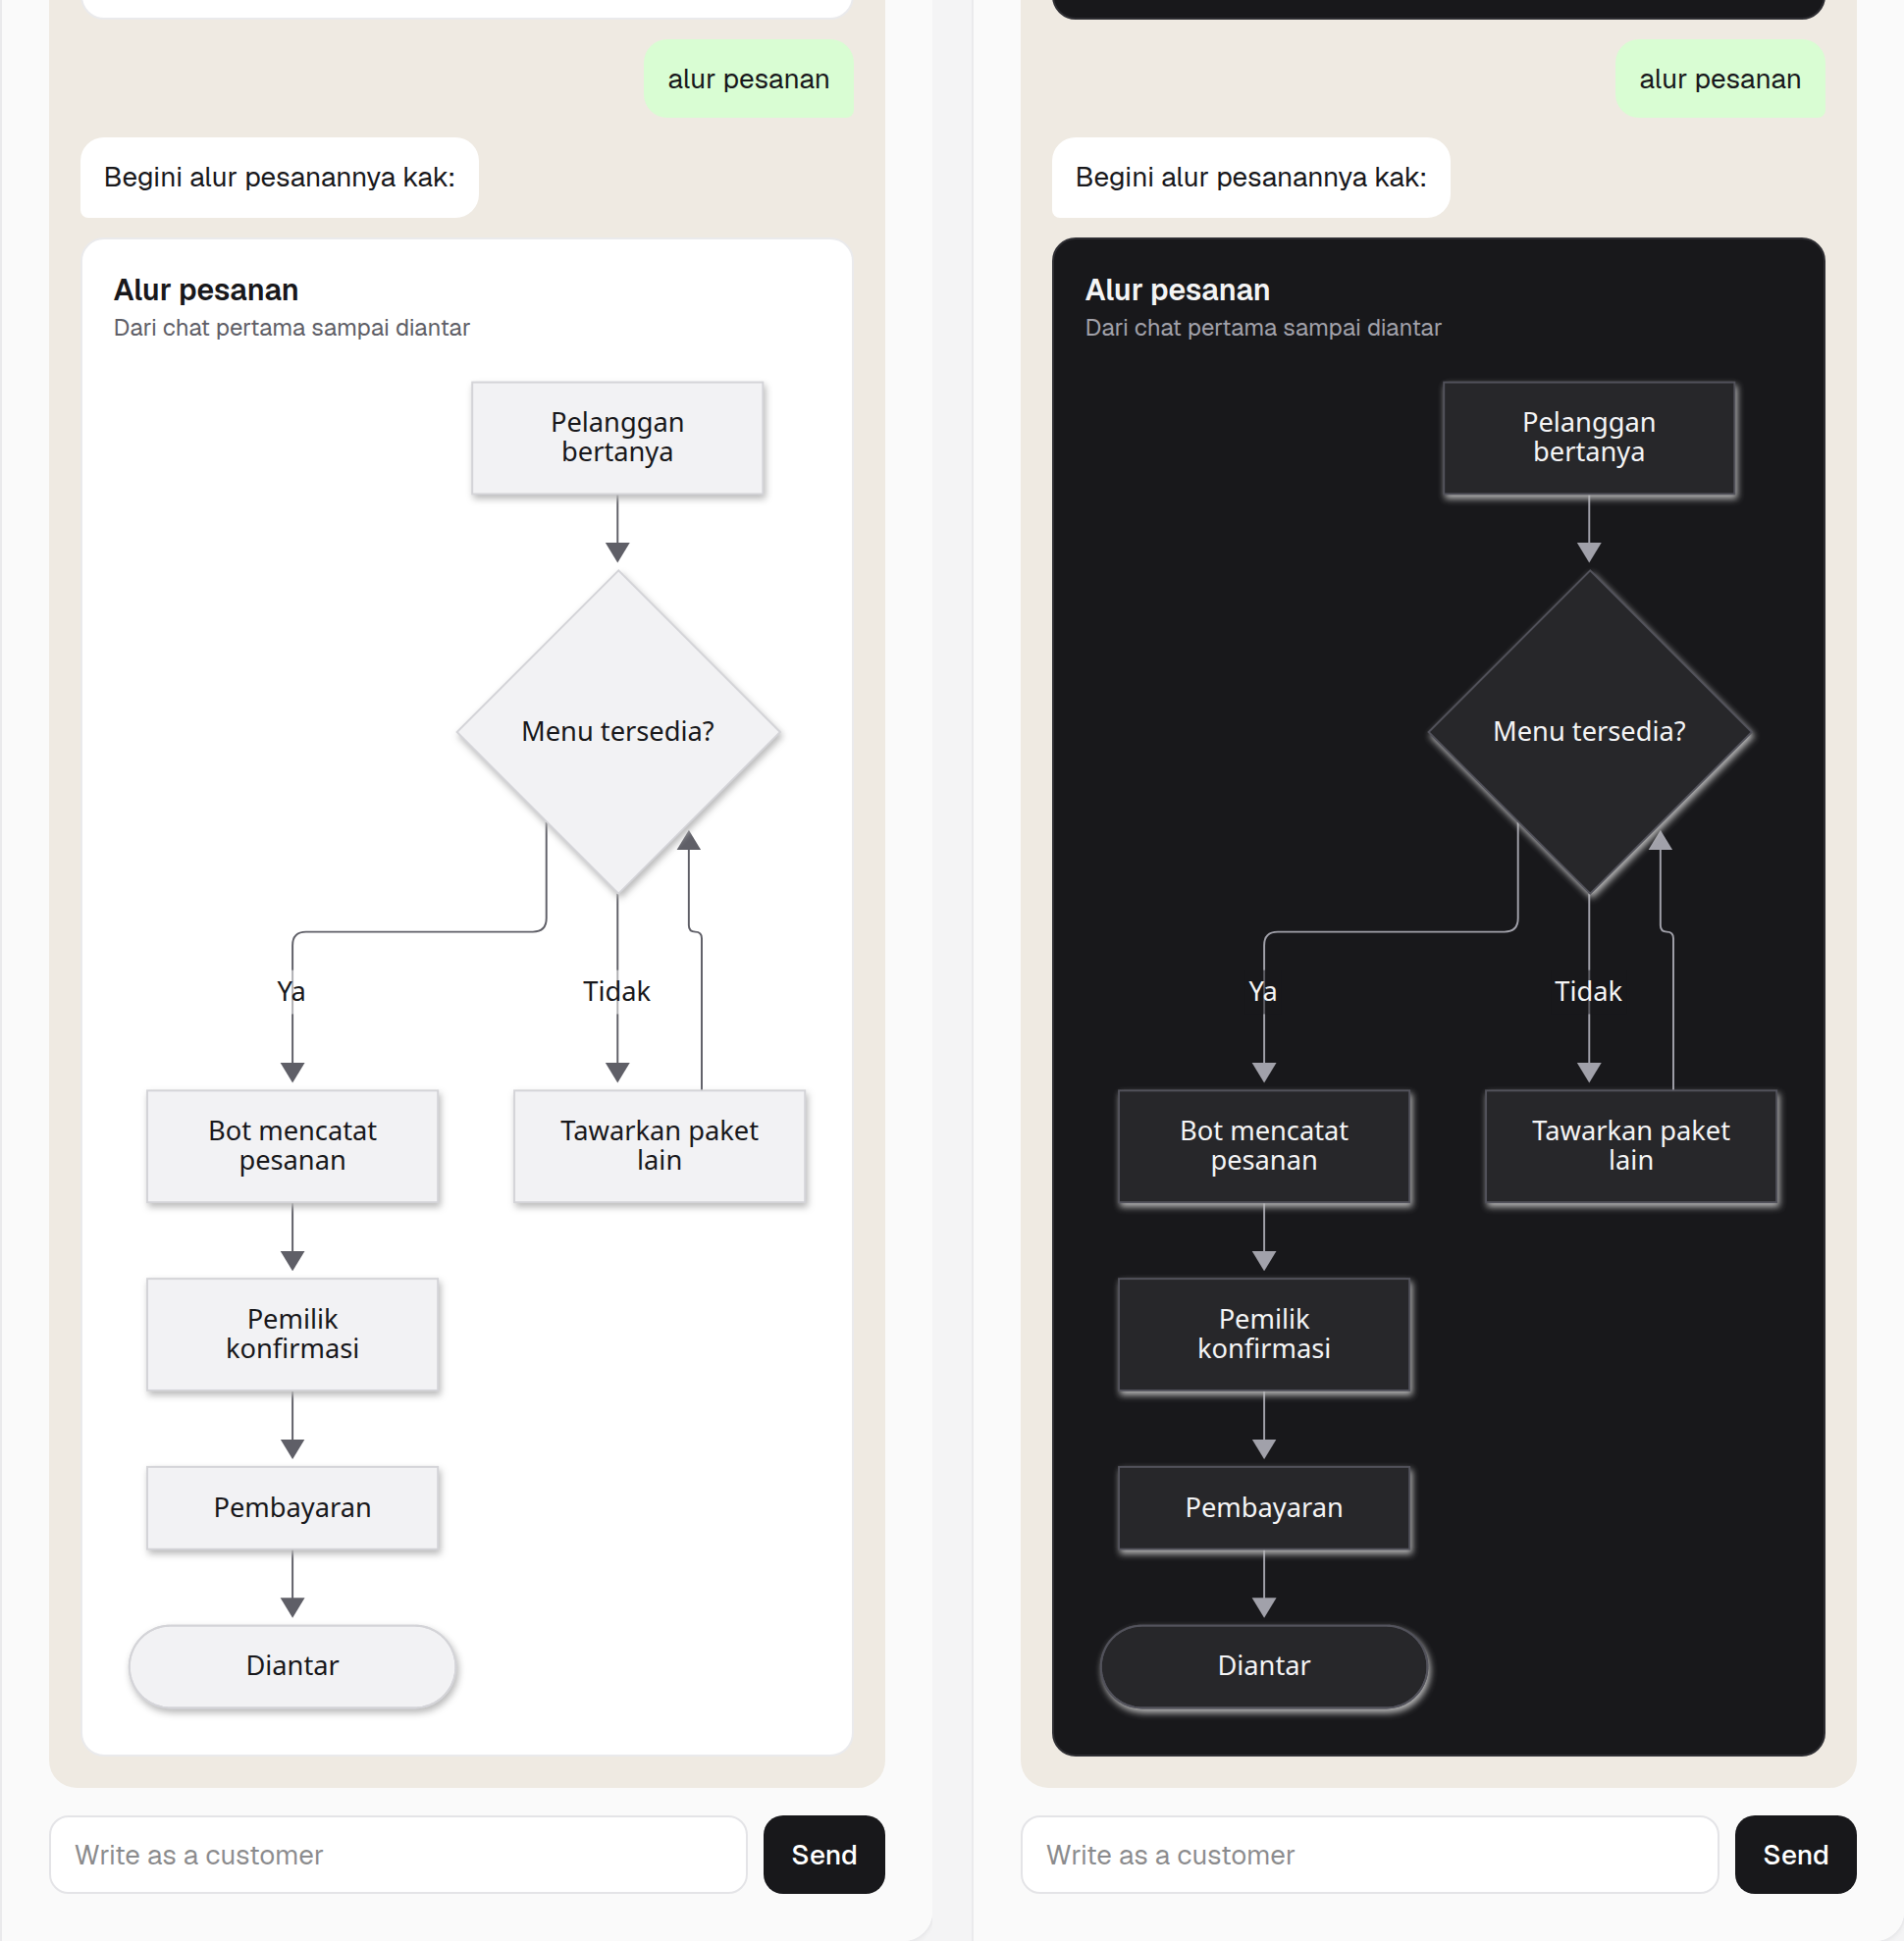 alur pesanan
Begini alur pesanannya kak:
Alur pesanan
Dari chat pertama sampai diantar
Pelanggan
bertanya
Menu tersedia?
Ya
Tidak
Bot mencatat
pesanan
Tawarkan paket
lain
Pemilik
konfirmasi
Pembayaran
Diantar
Write as a customer
Send
alur pesanan
Begini alur pesanannya kak:
Alur pesanan
Dari chat pertama sampai diantar
Pelanggan
bertanya
Menu tersedia?
Ya
Tidak
Bot mencatat
pesanan
Tawarkan paket
lain
Pemilik
konfirmasi
Pembayaran
Diantar
Write as a customer
Send